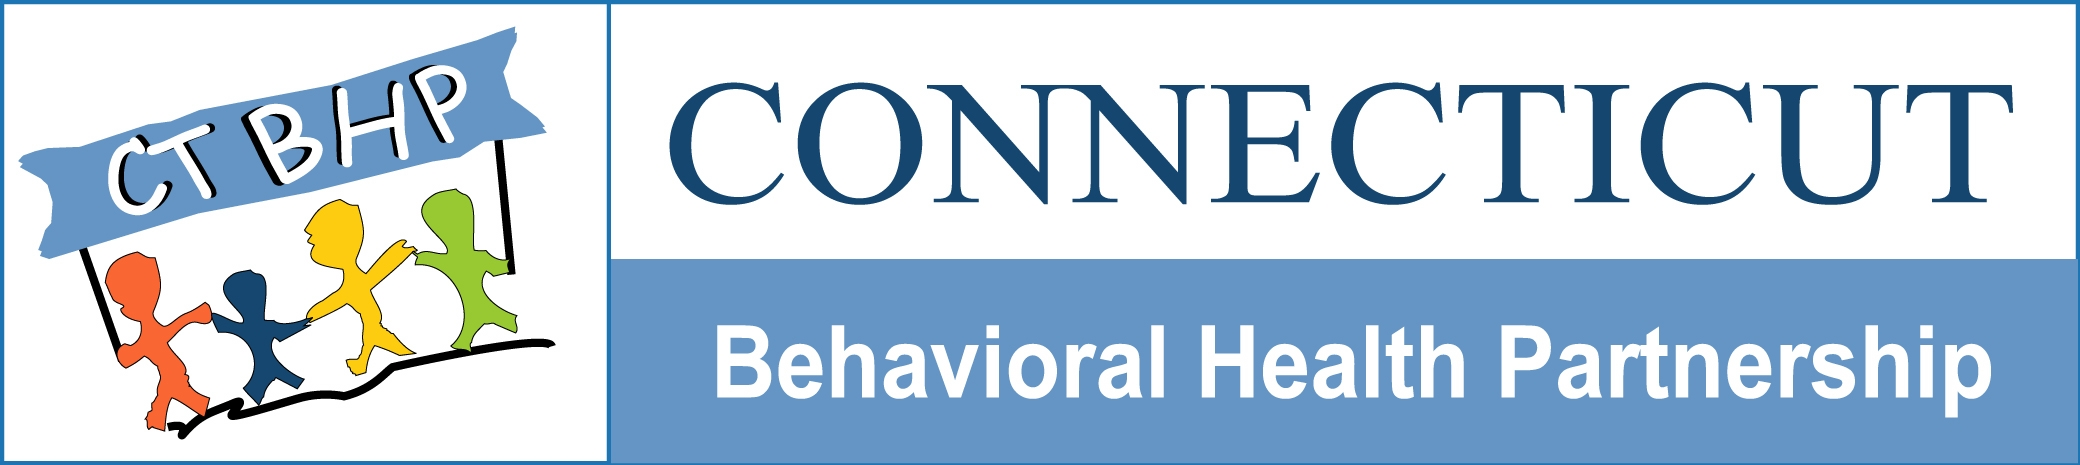 CT BHP
CONNECTICUT
Behavioral Health Partnership